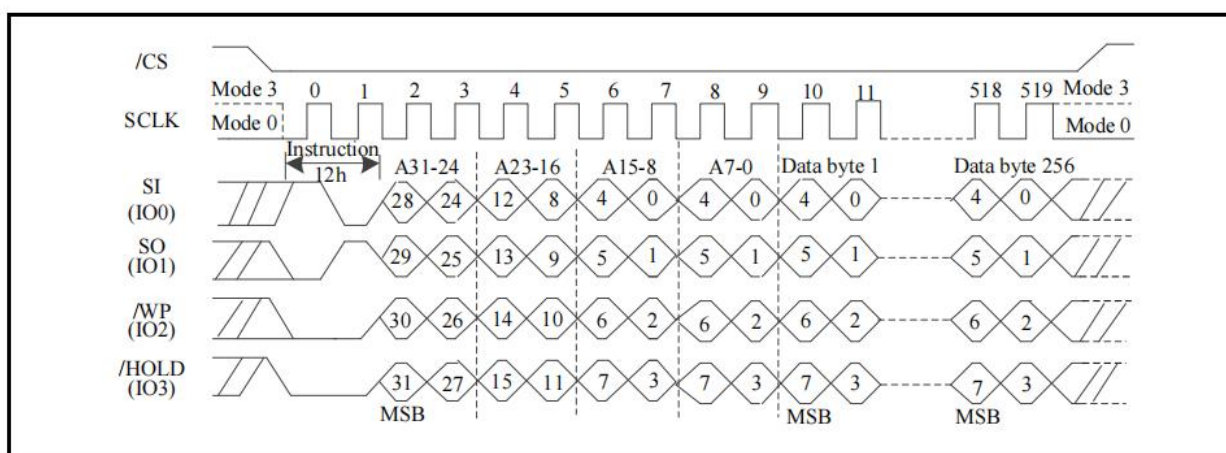 /CS
Mode 3 0 1 2 3 4 5 6 7 8 9 10 11 518 519 Mode 3
SCLK
Mode 0 Mode 0
Instruction
12h A31-24 A23-16 A15-8 A7-0 Data byte 1 Data byte 256
SI
(IO0) 28 24 12 8 4 0 4 0 4 0 4 0
SO
(IO1) 29 25 13 9 5 1 5 1 5 1 5 1
/WP
(IO2) 30 26 14 10 6 2 6 2 6 2 6 2
/HOLD
(IO3) 31 27 15 11 7 3 7 3 7 3 7 3
MSB MSB MSB